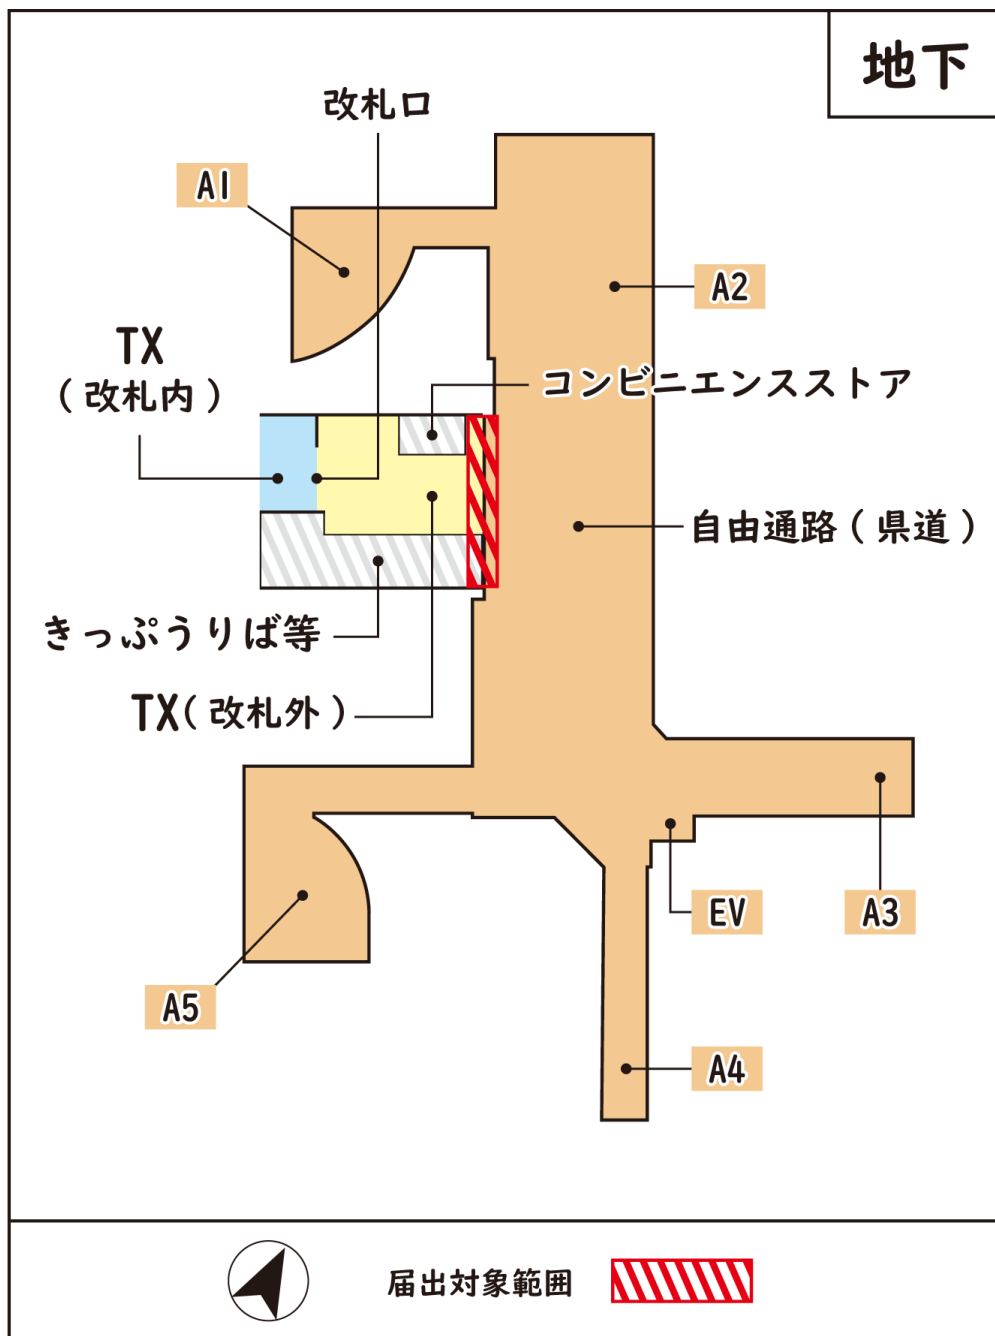 地下
改札口
A1
A2
TX
(改札内)
コンビニエンスストア
自由通路(県道)
きっぷうりば等
TX(改札外)
EV
A3
A5
A4
届出対象範囲